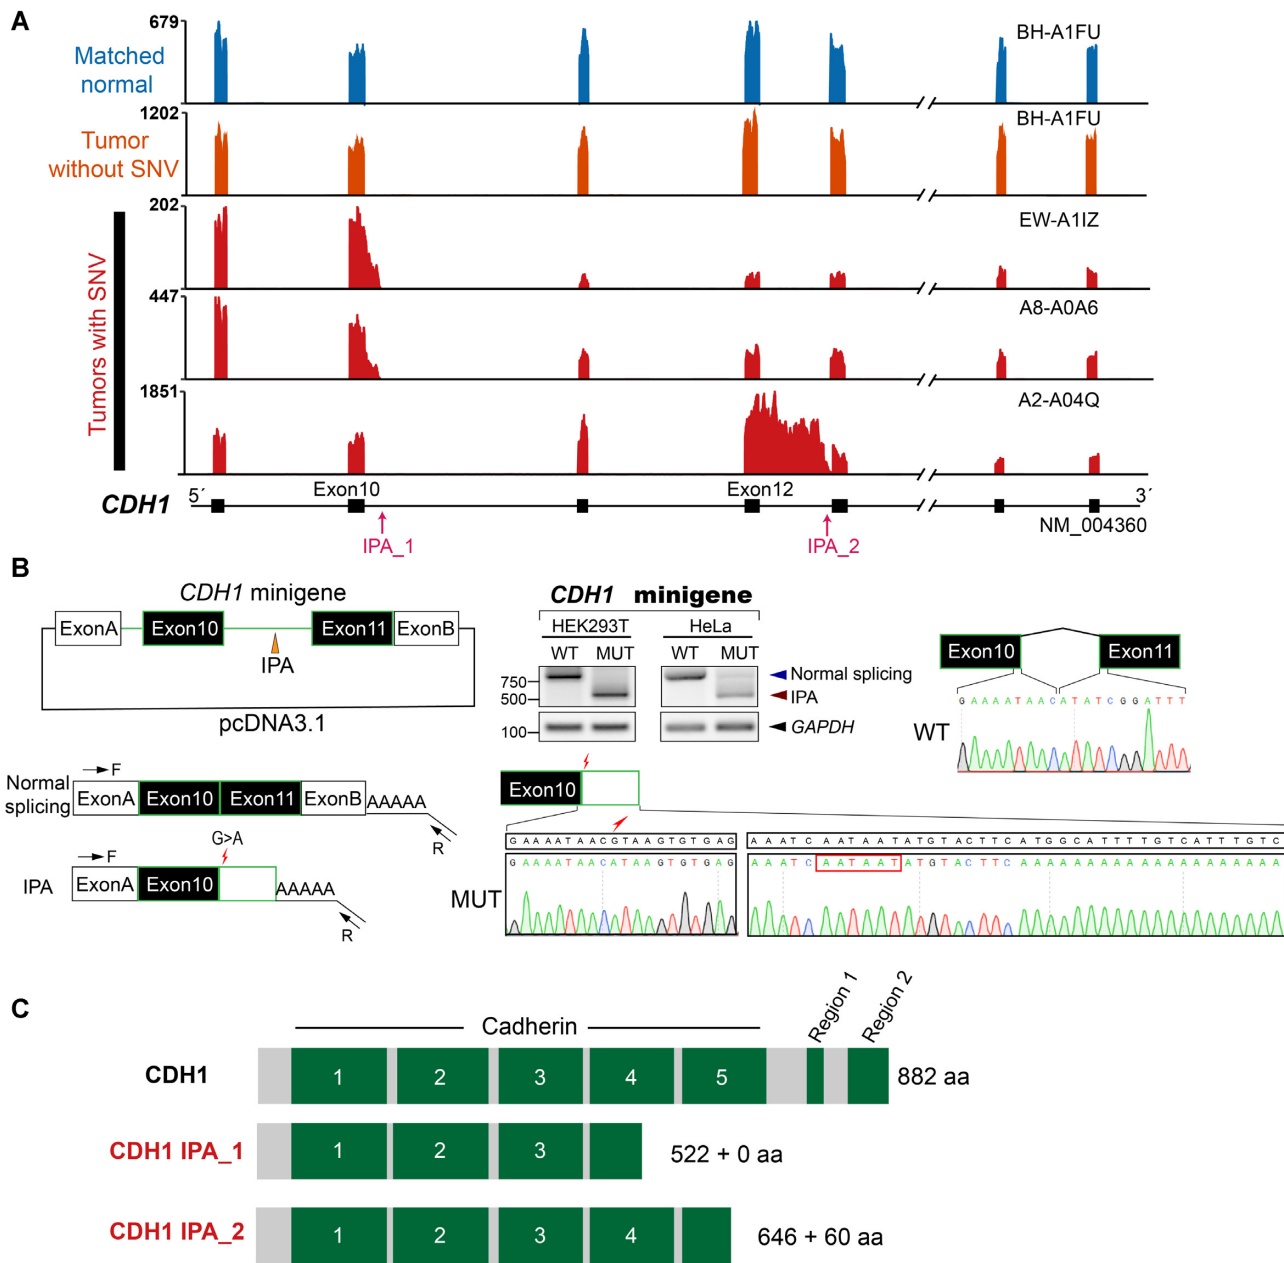 A
679
Matched
normal
BH-A1FU
1202
Tumor
without SNV
BH-A1FU
Tumors with SNV
202
EW-A1IZ
447
A8-A0A6
1851
A2-A04Q
CDH1
5´
Exon10
Exon12
3´
NM_004360
IPA_1
IPA_2
B
CDH1 minigene
ExonA
Exon10
Exon11
ExonB
IPA
pcDNA3.1
Normal
splicing
F
ExonA
Exon10
Exon11
ExonB
AAAAA
R
G>A
IPA
F
ExonA
Exon10
AAAAA
R
CDH1 minigene
HEK293T
HeLa
WT
MUT
WT
MUT
750
500
100
Normal splicing
IPA
GAPDH
Exon10
Exon11
GAAAATAACATATCGGATTT
WT
Exon10
GAAAATAACGTAAGTGTGAG
AAATCAATAATATGTACTTCATGGCATTTTGTCATTTGTC
GAAAATAACATAAGTGTGAG
AAATCAATAATATGTACTTCAAAAAAAAAAAAAAAAAAAA
MUT
C
Cadherin
Region 1
Region 2
CDH1
1
2
3
4
5
882 aa
CDH1 IPA_1
1
2
3
522 + 0 aa
CDH1 IPA_2
1
2
3
4
646 + 60 aa